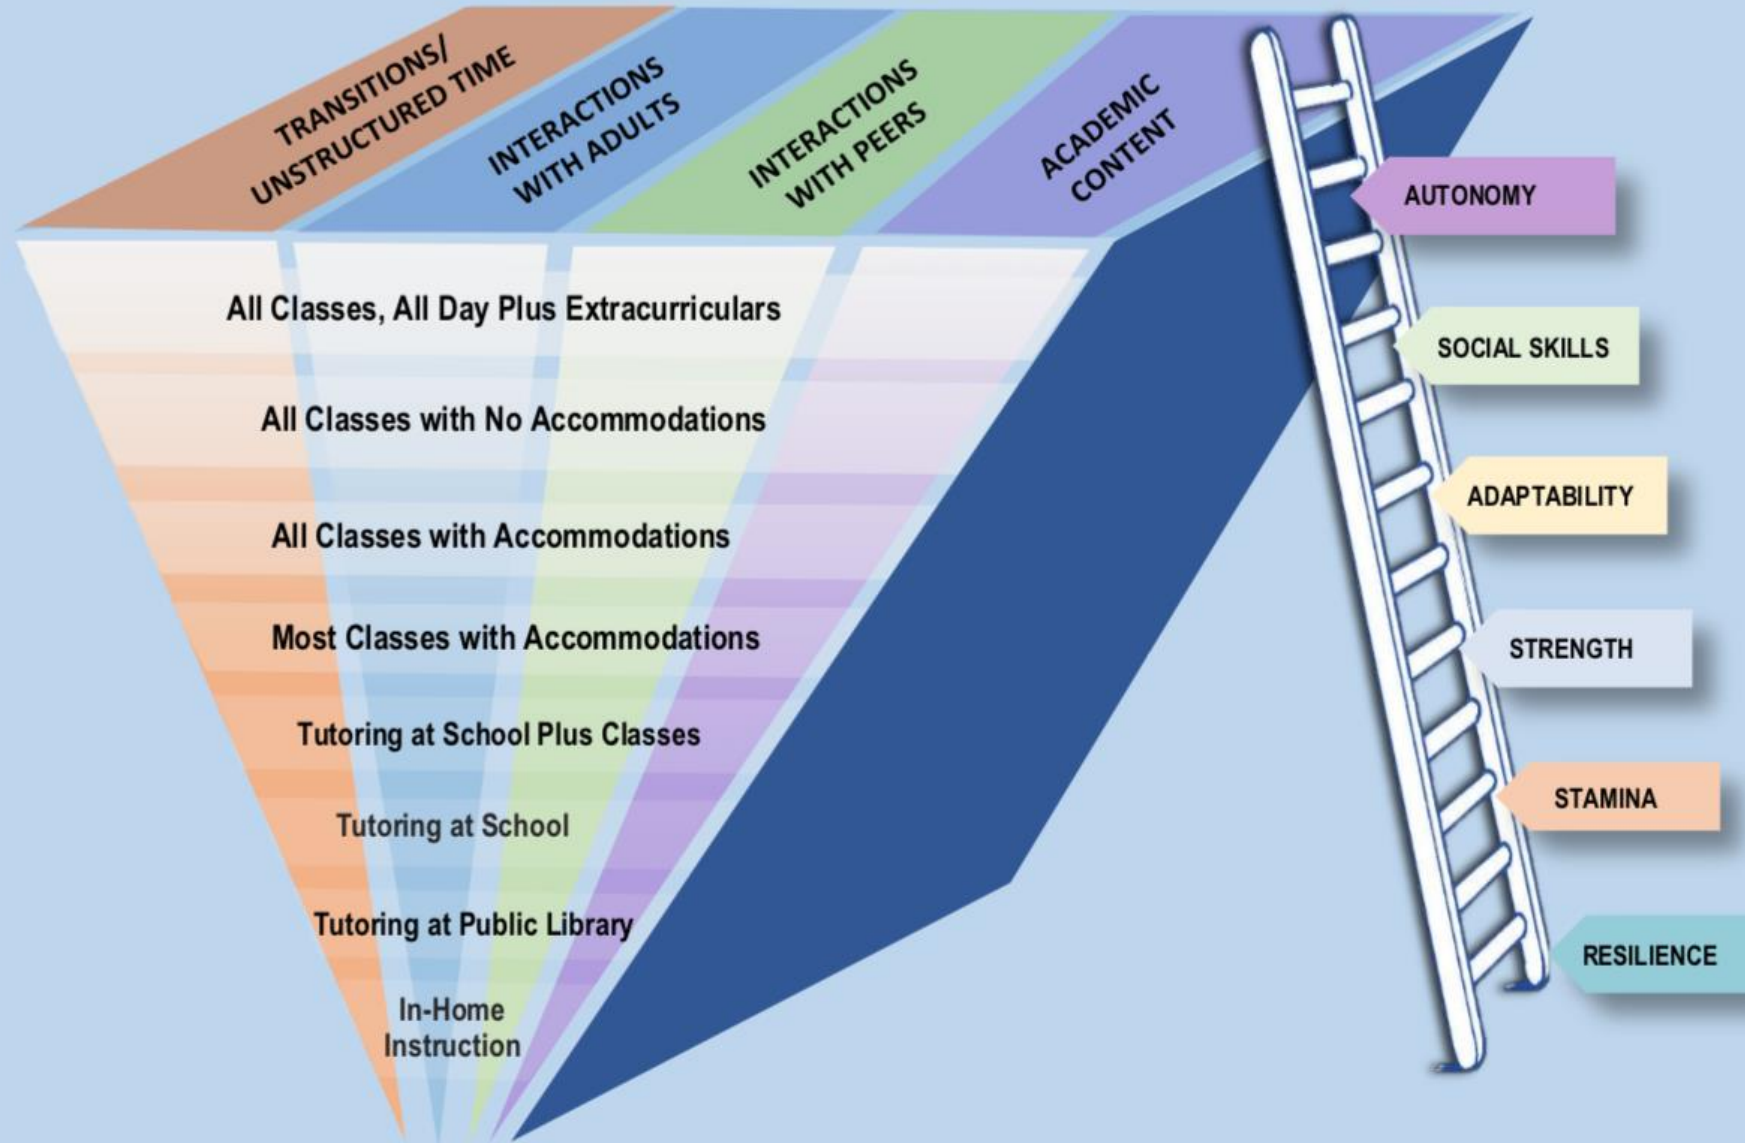 TRANSITIONS/
UNSTRUCTURED TIME
INTERACTIONS
WITH ADULTS
INTERACTIONS
WITH PEERS
ACADEMIC
CONTENT
All Classes, All Day Plus Extracurriculars
All Classes with No Accommodations
All Classes with Accommodations
Most Classes with Accommodations
Tutoring at School Plus Classes
Tutoring at School
Tutoring at Public Library
In-Home
Instruction
AUTONOMY
SOCIAL SKILLS
ADAPTABILITY
STRENGTH
STAMINA
RESILIENCE